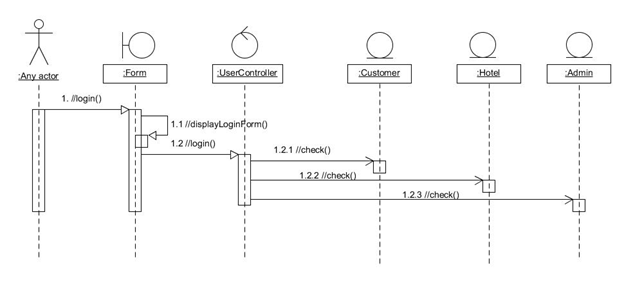 :Any actor
:Form
:UserController
:Customer
:Hotel
:Admin
1. //login()
1.1 //displayLoginForm()
1.2 //login()
1.2.1 //check()
1.2.2 //check()
1.2.3 //check()